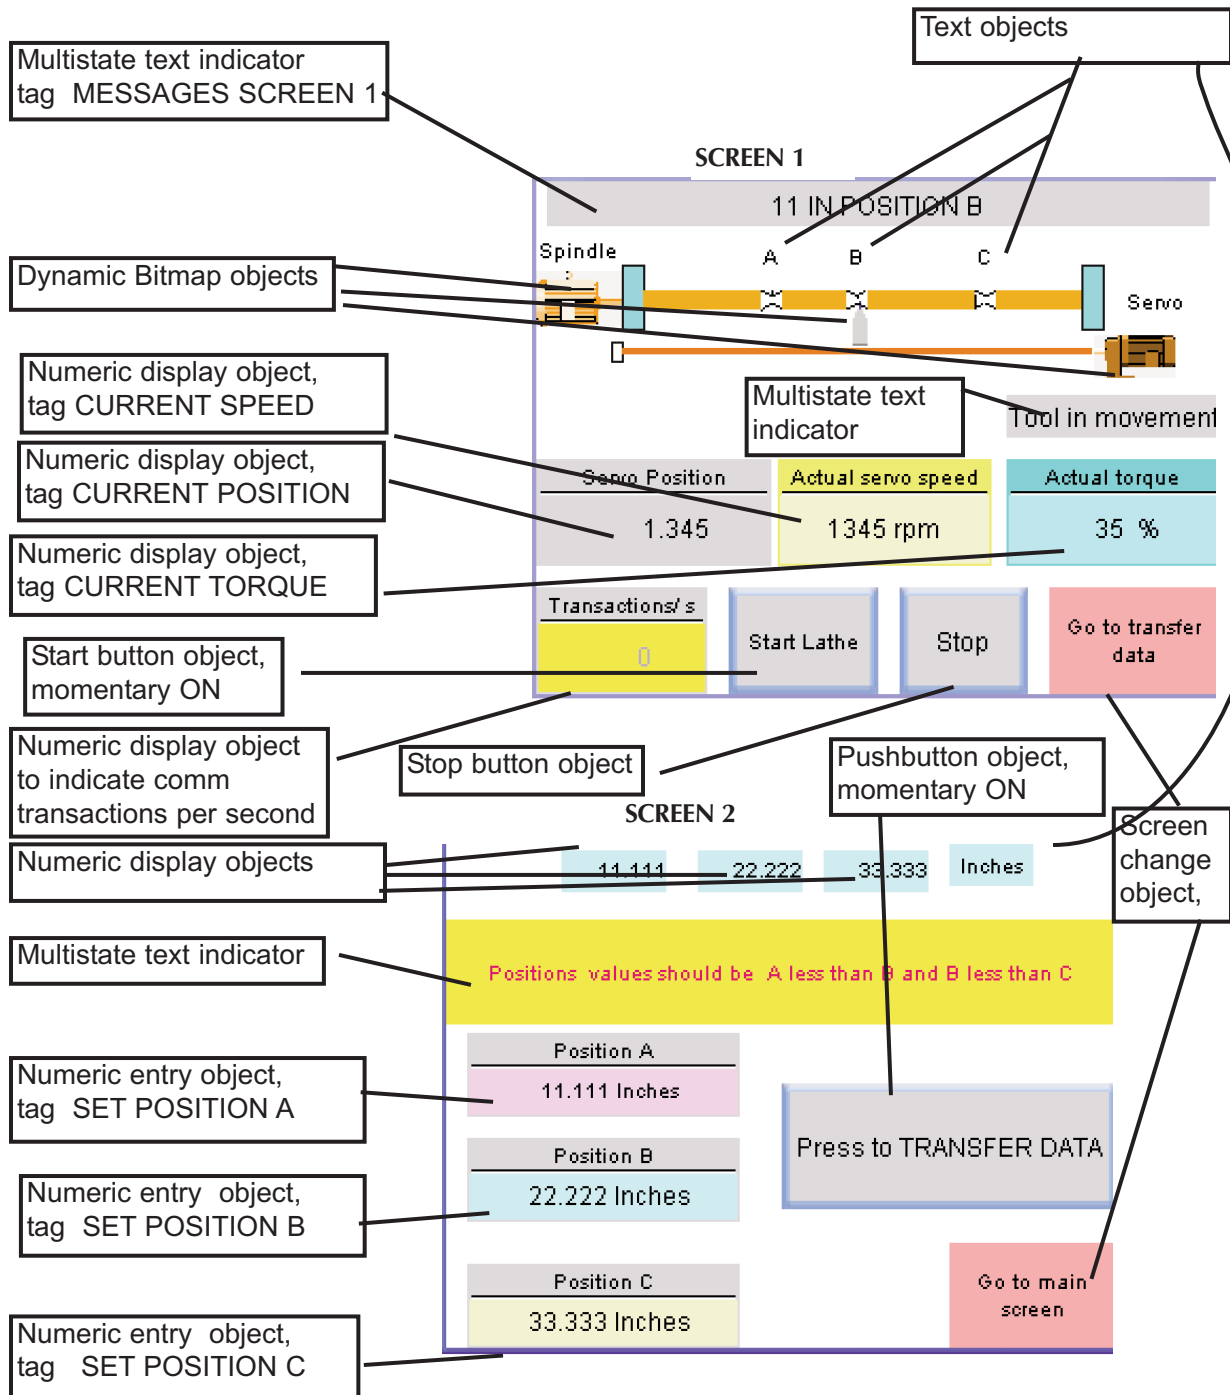 Text objects
Multistate text indicator
tag MESSAGES SCREEN 1
SCREEN 1
11 IN POSITION B
Spindle
A B C
Dynamic Bitmap objects
Servo
Numeric display object,
tag CURRENT SPEED
Multistate text
indicator
Tool in movement
Numeric display object,
tag CURRENT POSITION
Servo Position
Actual servo speed
Actual torque
1.345
1345 rpm
35 %
Numeric display object,
tag CURRENT TORQUE
Transactions/ s
0
Start Lathe
Stop
Go to transfer
data
Start button object,
momentary ON
Numeric display object
to indicate comm
transactions per second
Stop button object
Pushbutton object,
momentary ON
SCREEN 2
Screen
change
object,
Numeric display objects
11.111 22.222 33.333 Inches
Multistate text indicator
Positions values should be A less than B and B less than C
Position A
11.111 Inches
Numeric entry object,
tag SET POSITION A
Press to TRANSFER DATA
Position B
22.222 Inches
Numeric entry object,
tag SET POSITION B
Position C
33.333 Inches
Go to main
screen
Numeric entry object,
tag SET POSITION C